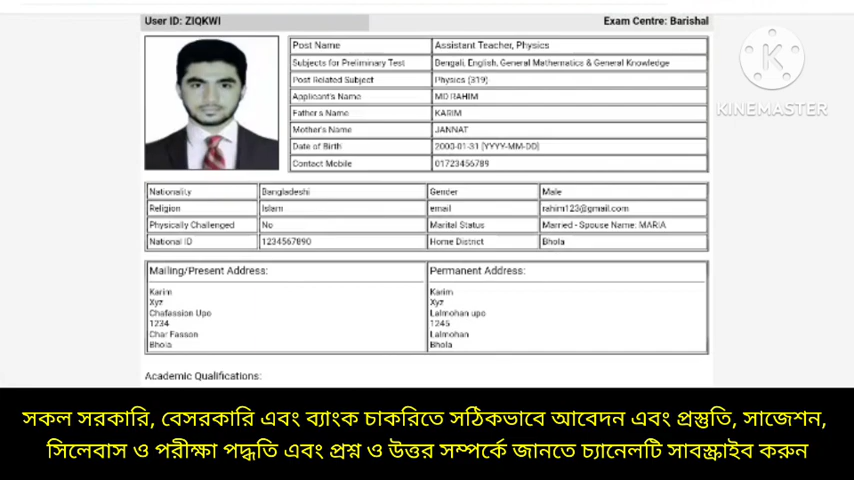 User ID: ZIQKWI Exam Centre: Barishal
Post Name Assistant Teacher, Physics
Subjects for Preliminary Test Bengali, English, General Mathematics & General Knowledge
Post Related Subject Physics (319)
Applicant's Name MD RAHIM
Father's Name KARIM
Mother's Name JANNAT
Date of Birth 2000-01-31 (YYYY-MM-DD)
Contact Mobile 01723456789
KINEMASTER
Nationality Bangladeshi Gender Male
Religion Islam email rahim123@gmail.com
Physically Challenged No Marital Status Married - Spouse Name: MARIA
National ID 1234567890 Home District Bhola
Mailing/Present Address: Permanent Address:
Karim Karim
Xyz Xyz
Chafassion Upo Lalmohan upo
1234 1245
Char Fasson Lalmohan
Bhola Bhola
Academic Qualifications:
সকল সরকারি, বেসরকারি এবং ব্যাংক চাকরিতে সঠিকভাবে আবেদন এবং প্রস্তুতি, সাজেশন,
সিলেবাস ও পরীক্ষা পদ্ধতি এবং প্রশ্ন ও উত্তর সম্পর্কে জানতে চ্যানেলটি সাবস্ক্রাইব করুন